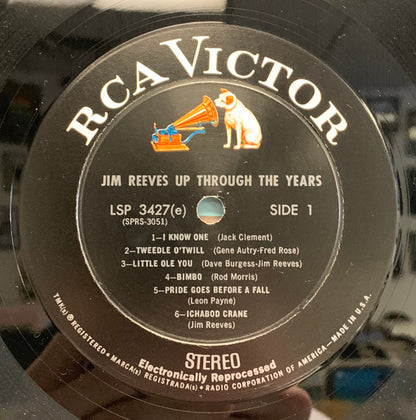 RCA VICTOR
JIM REEVES UP THROUGH THE YEARS
LSP 3427(e) SIDE 1
(SPRS-3051)
1—I KNOW ONE (Jack Clement)
2—TWEEDLE O'TWILL (Gene Autry-Fred Rose)
3—LITTLE OLE YOU (Dave Burgess-Jim Reeves)
4—BIMBO (Rod Morris)
5—PRIDE GOES BEFORE A FALL
(Leon Payne)
6—ICHABOD CRANE
(Jim Reeves)
STEREO
Electronically Reprocessed
TMK(s) ® REGISTERED • MARCA(s) REGISTRADA(s) • RADIO CORPORATION OF AMERICA—MADE IN U.S.A.